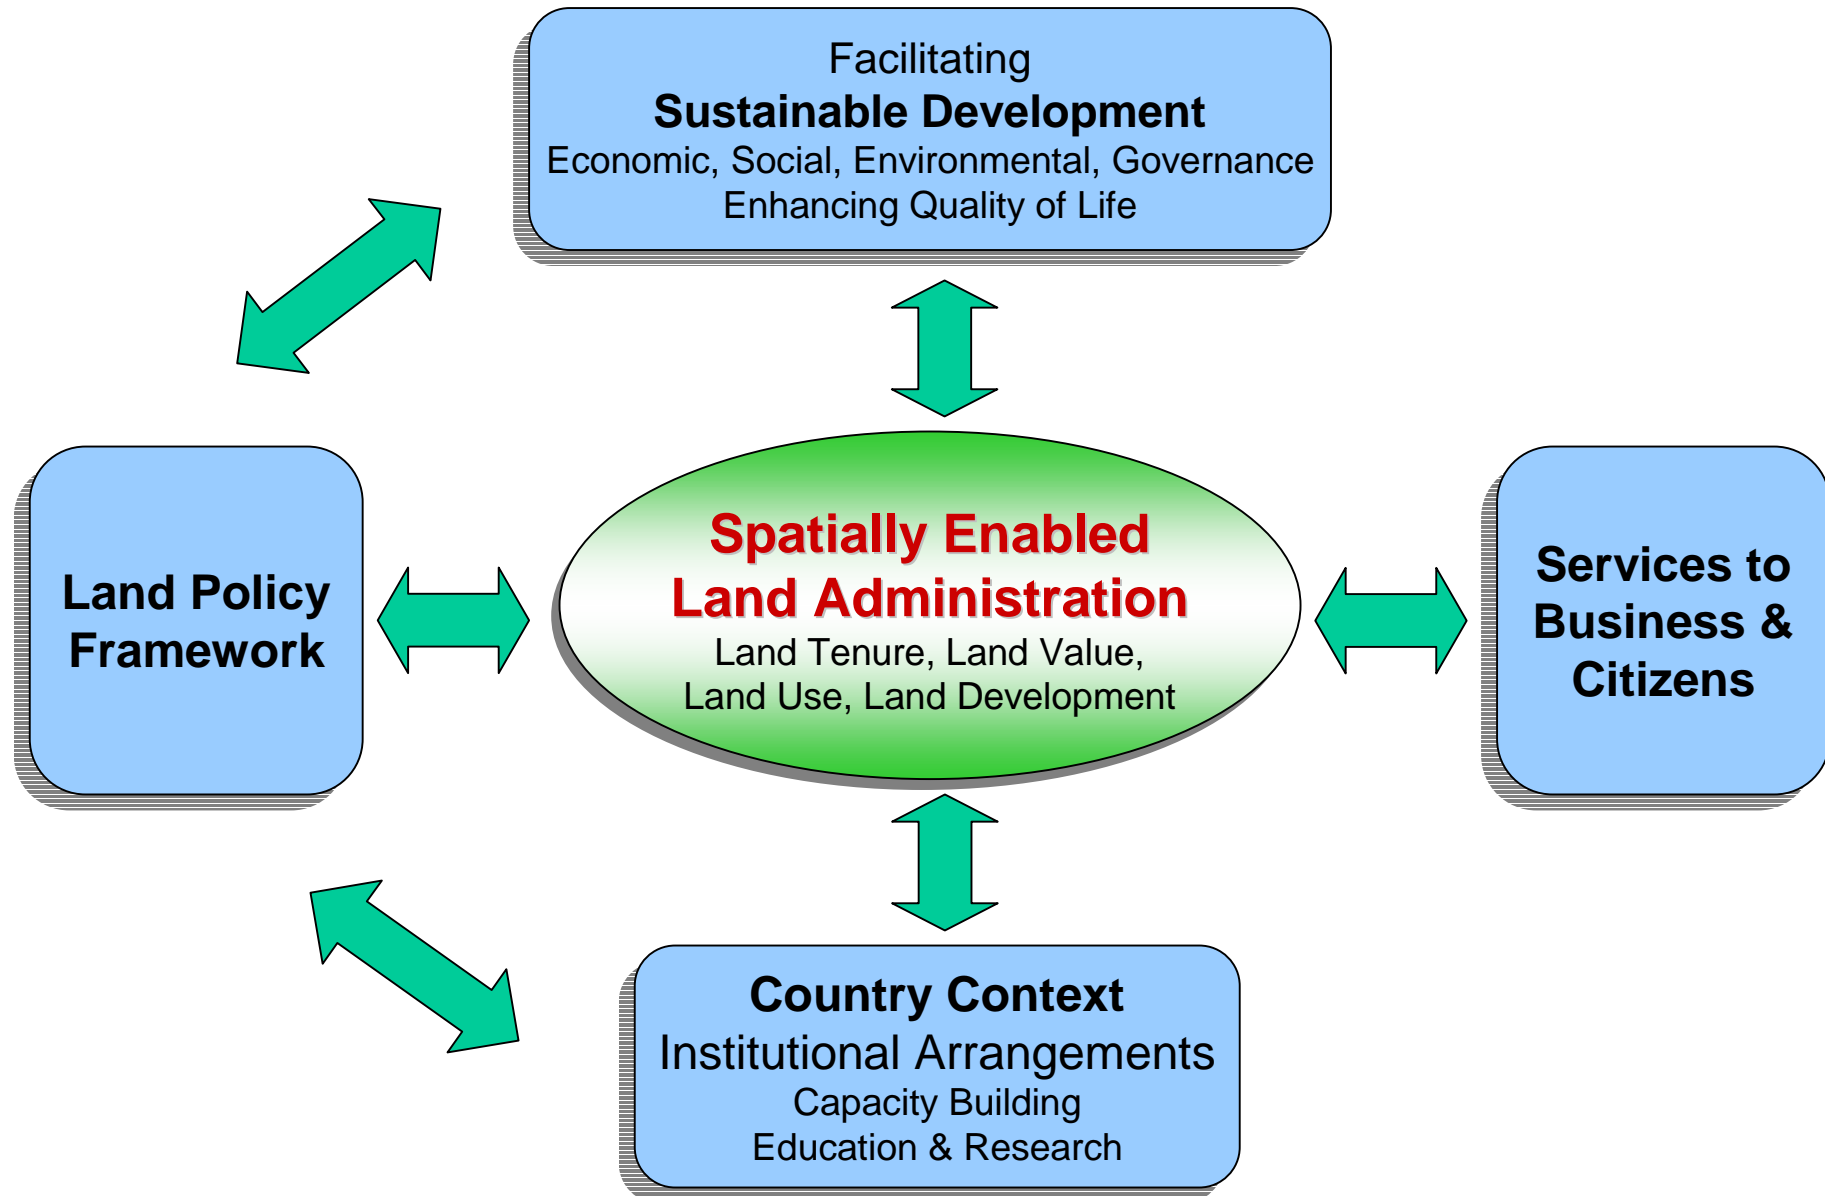 Facilitating
Sustainable Development
Economic, Social, Environmental, Governance
Enhancing Quality of Life
Land Policy
Framework
Spatially Enabled
Land Administration
Land Tenure, Land Value,
Land Use, Land Development
Services to
Business &
Citizens
Country Context
Institutional Arrangements
Capacity Building
Education & Research